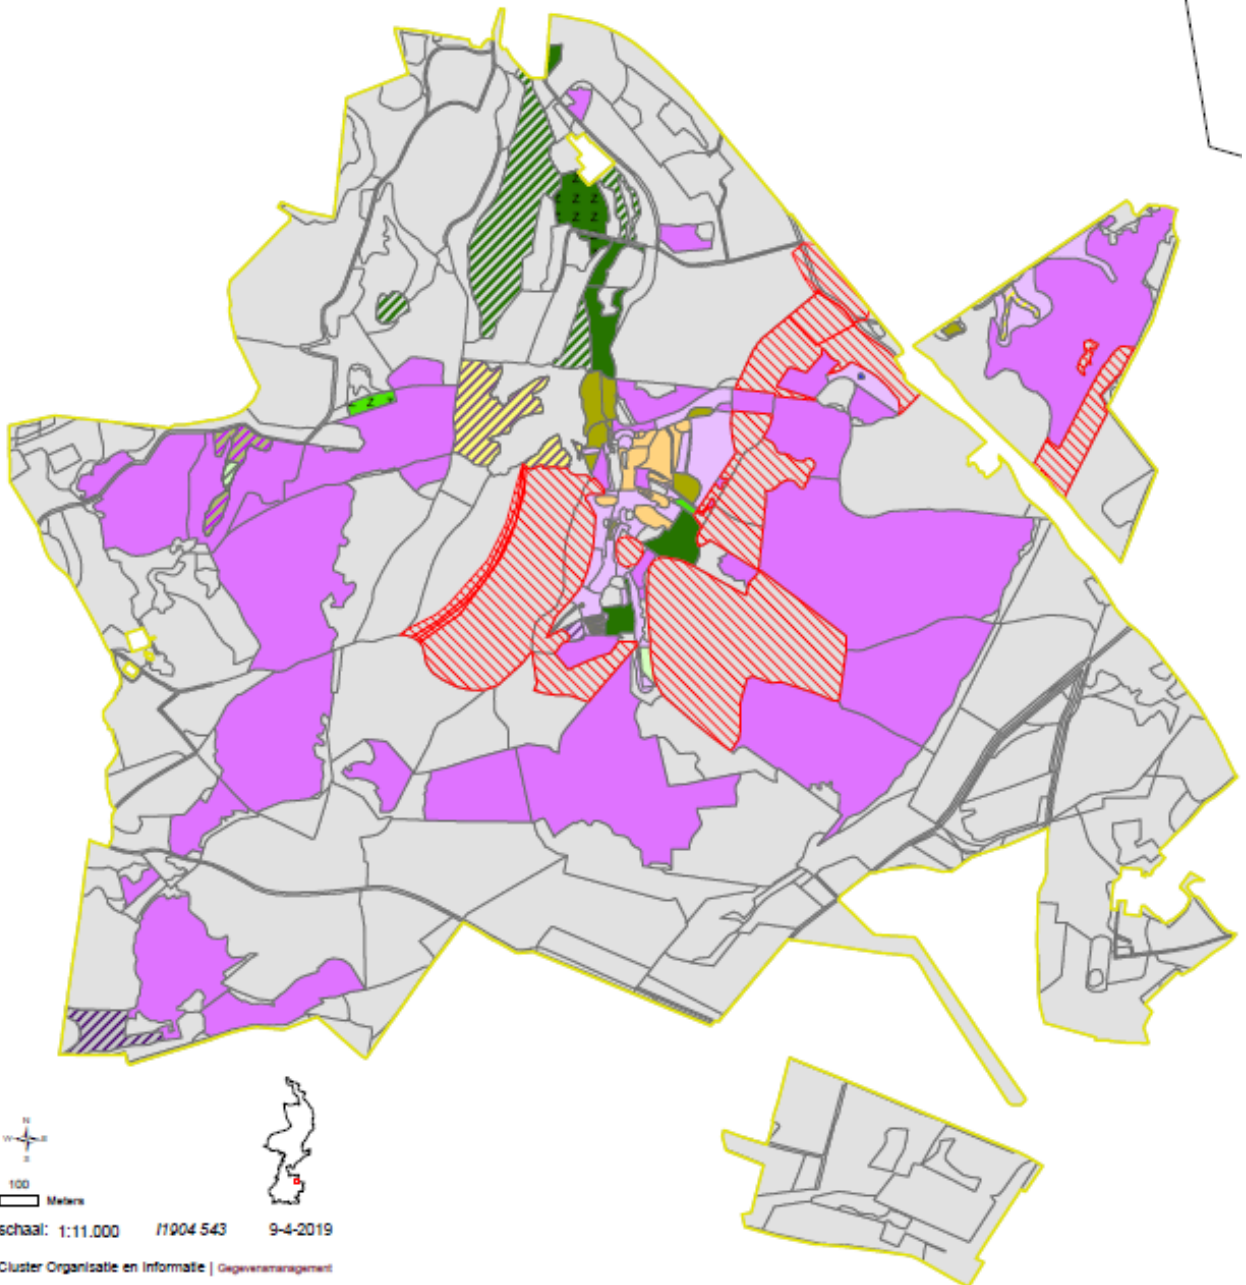 Z
Z Z
Z Z
Z
N
W E
S
100
Meters
schaal: 1:11.000 I1904 543 9-4-2019
Cluster Organisatie en Informatie | Gegevensmanagement